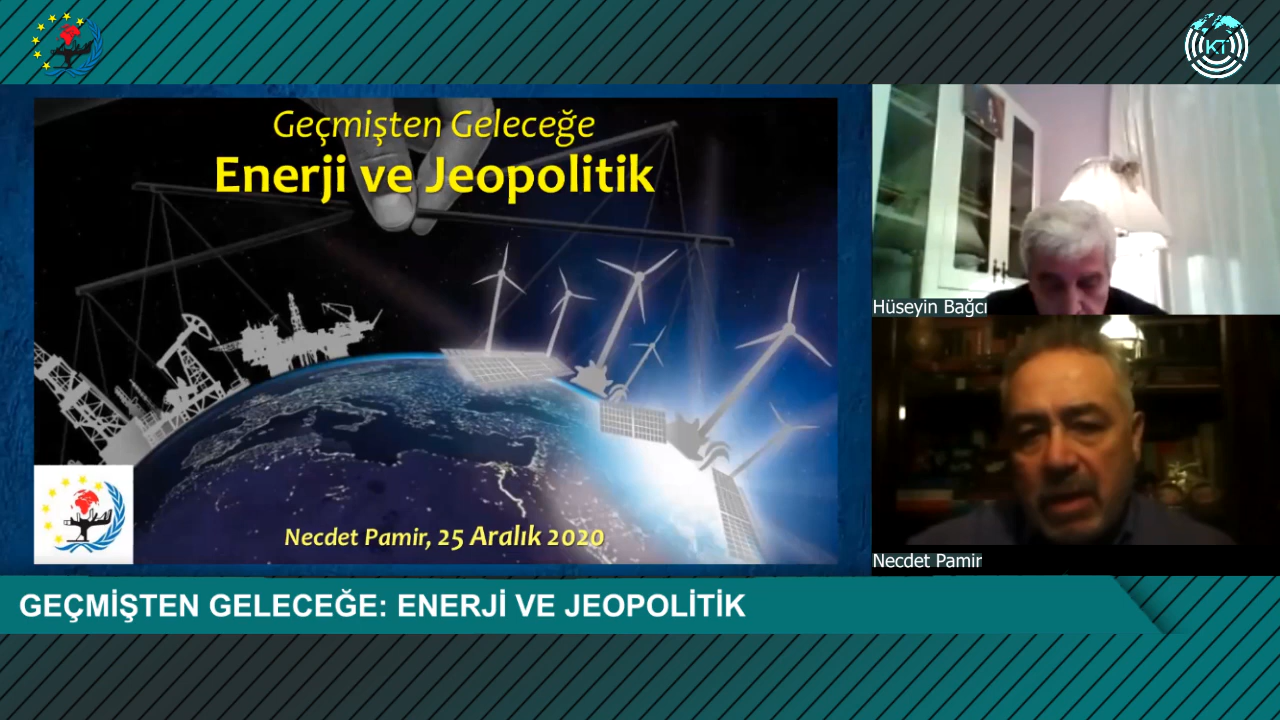 KT
Geçmişten Geleceğe
Enerji ve Jeopolitik
Necdet Pamir, 25 Aralık 2020
Hüseyin Bağcı
Necdet Pamir
GEÇMİŞTEN GELECEĞE: ENERJİ VE JEOPOLİTİK